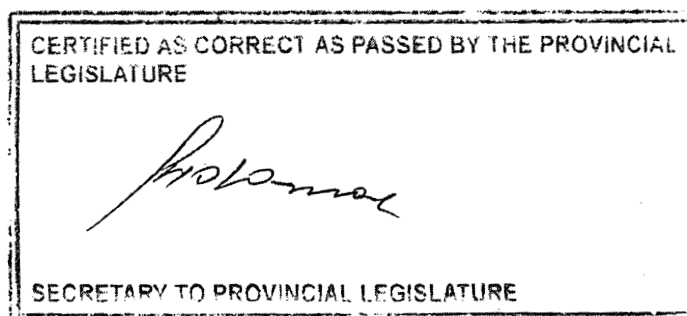 CERTIFIED AS CORRECT AS PASSED BY THE PROVINCIAL
LEGISLATURE
SECRETARY TO PROVINCIAL LEGISLATURE